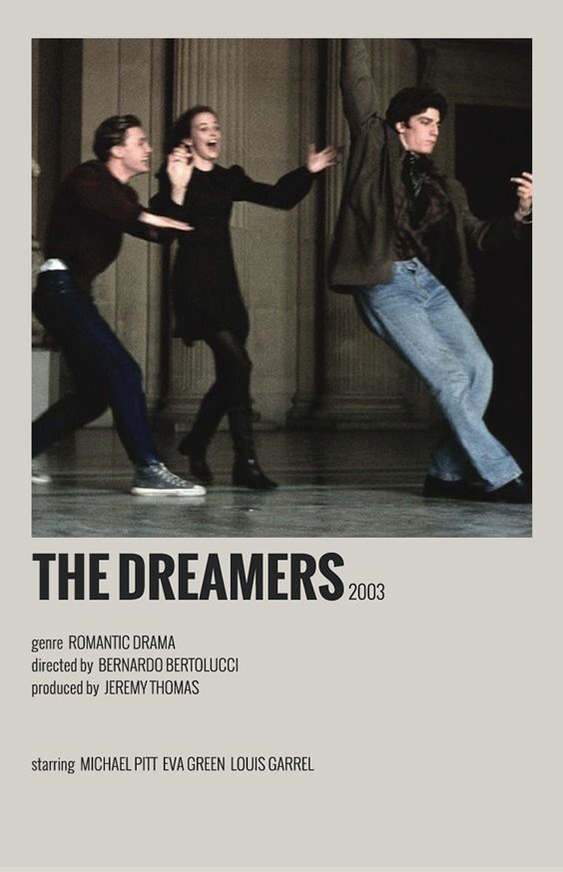 THE DREAMERS 2003
genre ROMANTIC DRAMA
directed by BERNARDO BERTOLUCCI
produced by JEREMY THOMAS
starring MICHAEL PITT EVA GREEN LOUIS GARREL